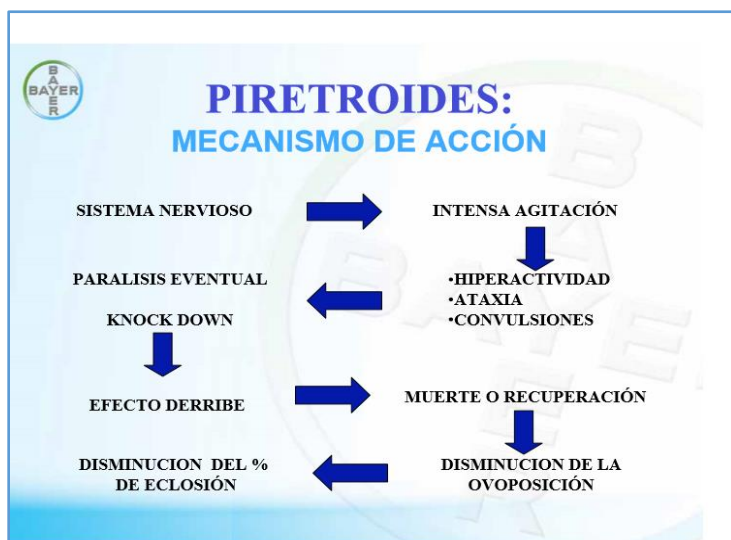 BAYER
BAYER
PIRETROIDES:
MECANISMO DE ACCIÓN
SISTEMA NERVIOSO
INTENSA AGITACIÓN
•HIPERACTIVIDAD
•ATAXIA
•CONVULSIONES
PARALISIS EVENTUAL
KNOCK DOWN
EFECTO DERRIBE
MUERTE O RECUPERACIÓN
DISMINUCION DE LA
OVOPOSICIÓN
DISMINUCION DEL %
DE ECLOSIÓN